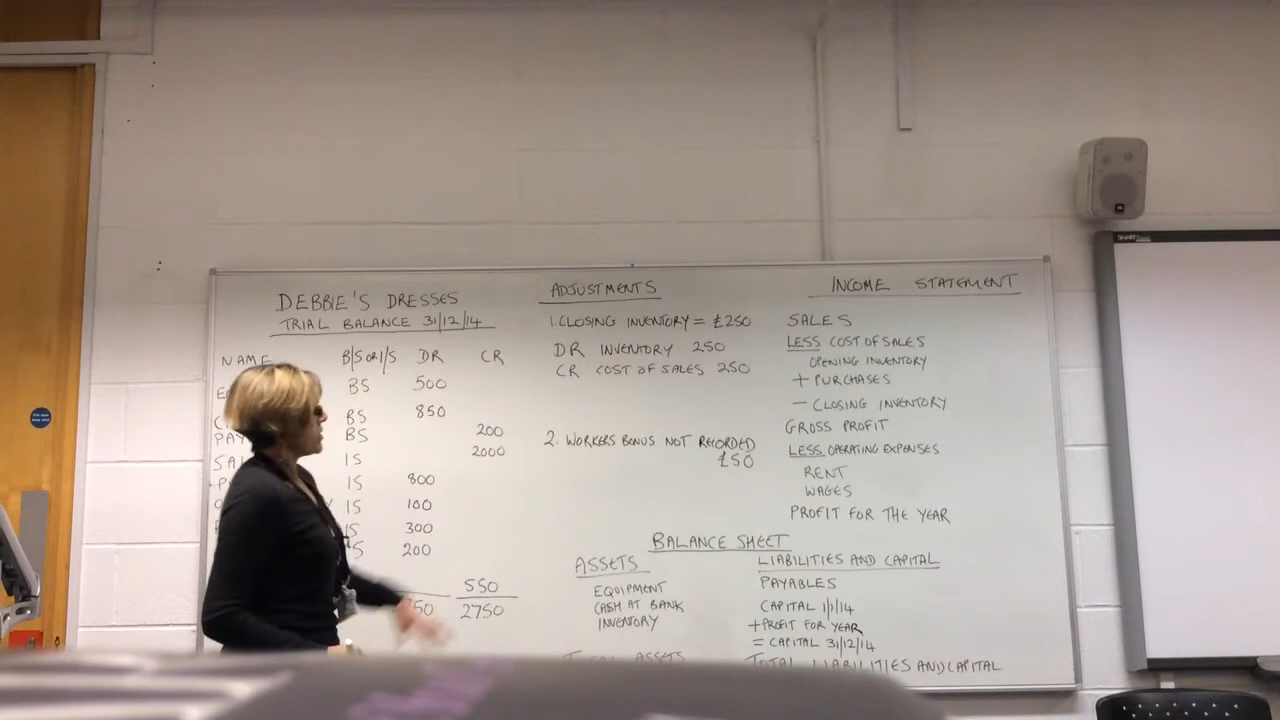 DEBBIE'S DRESSES
TRIAL BALANCE 31/12/14
NAME B/S OR I/S DR CR
BS 500
BS 850
PAY BS 200
SA IS 2000
IS 800
IS 100
IS 300
200
550
2750
ADJUSTMENTS
1. CLOSING INVENTORY = £250
DR INVENTORY 250
CR COST OF SALES 250
2. WORKERS BONUS NOT RECORDED
£50
INCOME STATEMENT
SALES
LESS COST OF SALES
OPENING INVENTORY
+ PURCHASES
- CLOSING INVENTORY
GROSS PROFIT
LESS OPERATING EXPENSES
RENT
WAGES
PROFIT FOR THE YEAR
BALANCE SHEET
ASSETS
EQUIPMENT
CASH AT BANK
INVENTORY
TOTAL ASSETS
LIABILITIES AND CAPITAL
PAYABLES
CAPITAL 1/1/14
+ PROFIT FOR YEAR
= CAPITAL 31/12/14
TOTAL LIABILITIES AND CAPITAL
SMART